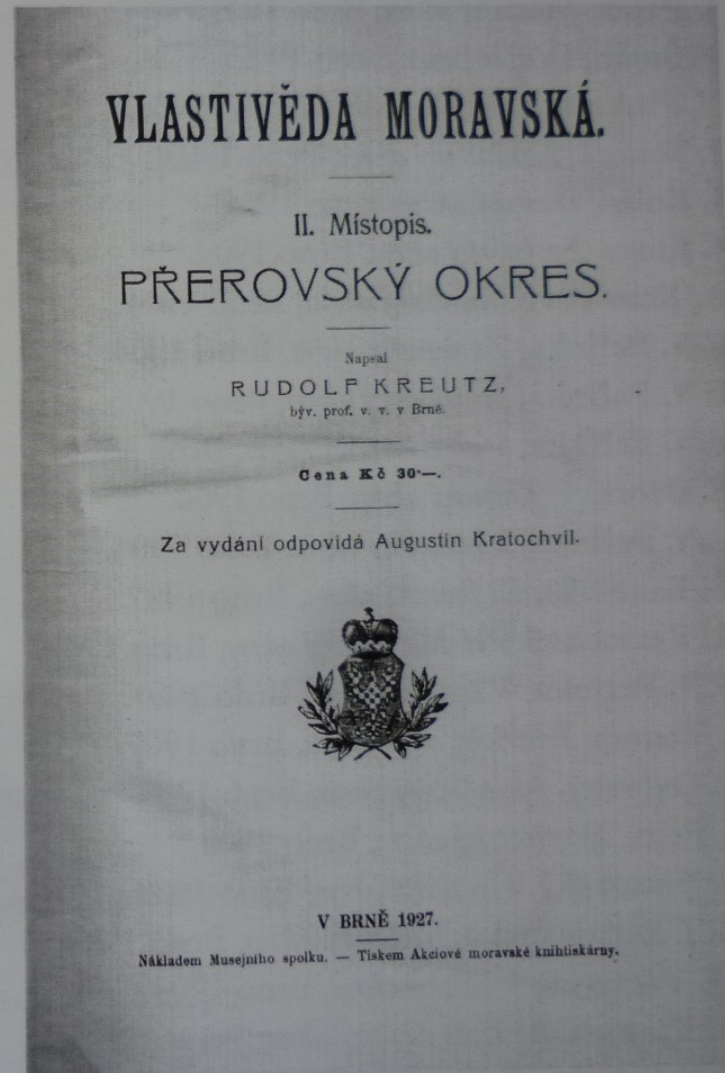 VLASTIVĚDA MORAVSKÁ.
II. Místopis.
PŘEROVSKÝ OKRES.
Napsal
RUDOLF KREUTZ,
býv. prof. v. v. v Brně.
Cena Kč 30·—.
Za vydání odpovídá Augustin Kratochvíl.
V BRNĚ 1927.
Nákladem Musejního spolku. — Tiskem Akciové moravské knihtiskárny.